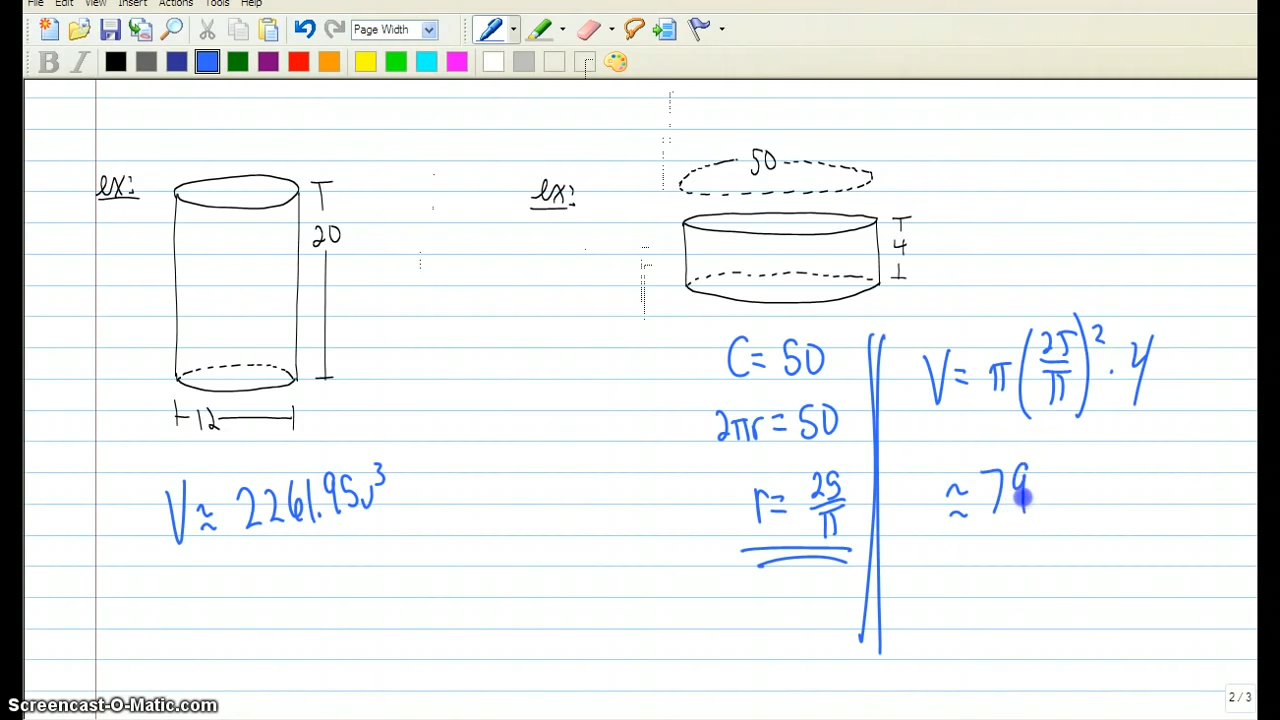 File Edit View Insert Actions Tools Help
Page Width
B I
ex:
20
12
V≈ 2261.95u³
ex:
50
4
C= 50
2πr = 50
r= 25/π
V= π(25/π)² · 4
≈ 79
2 / 3
Screencast-O-Matic.com